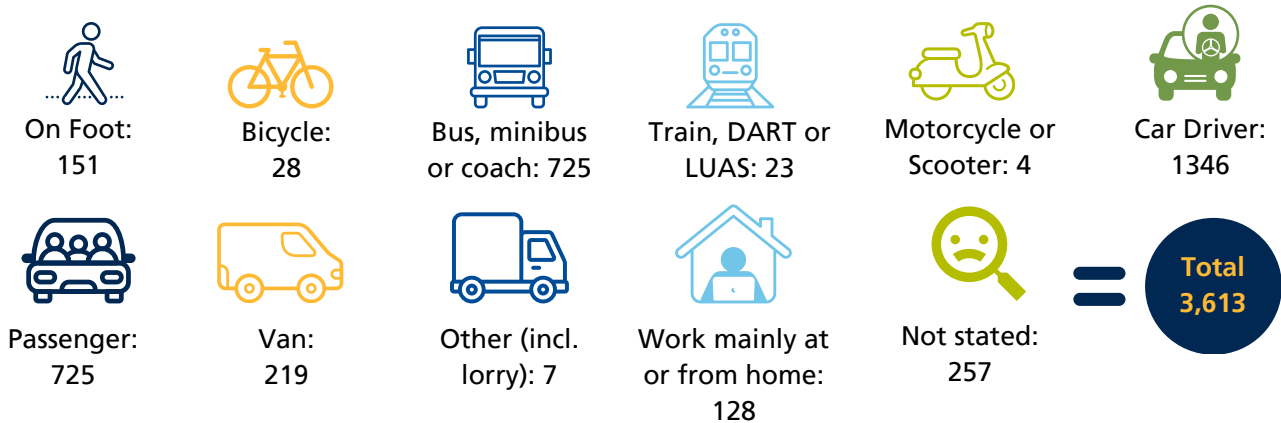 On Foot:
151
Bicycle:
28
Bus, minibus
or coach: 725
Train, DART or
LUAS: 23
Motorcycle or
Scooter: 4
Car Driver:
1346
Passenger:
725
Van:
219
Other (incl.
lorry): 7
Work mainly at
or from home:
128
Not stated:
257
Total
3,613